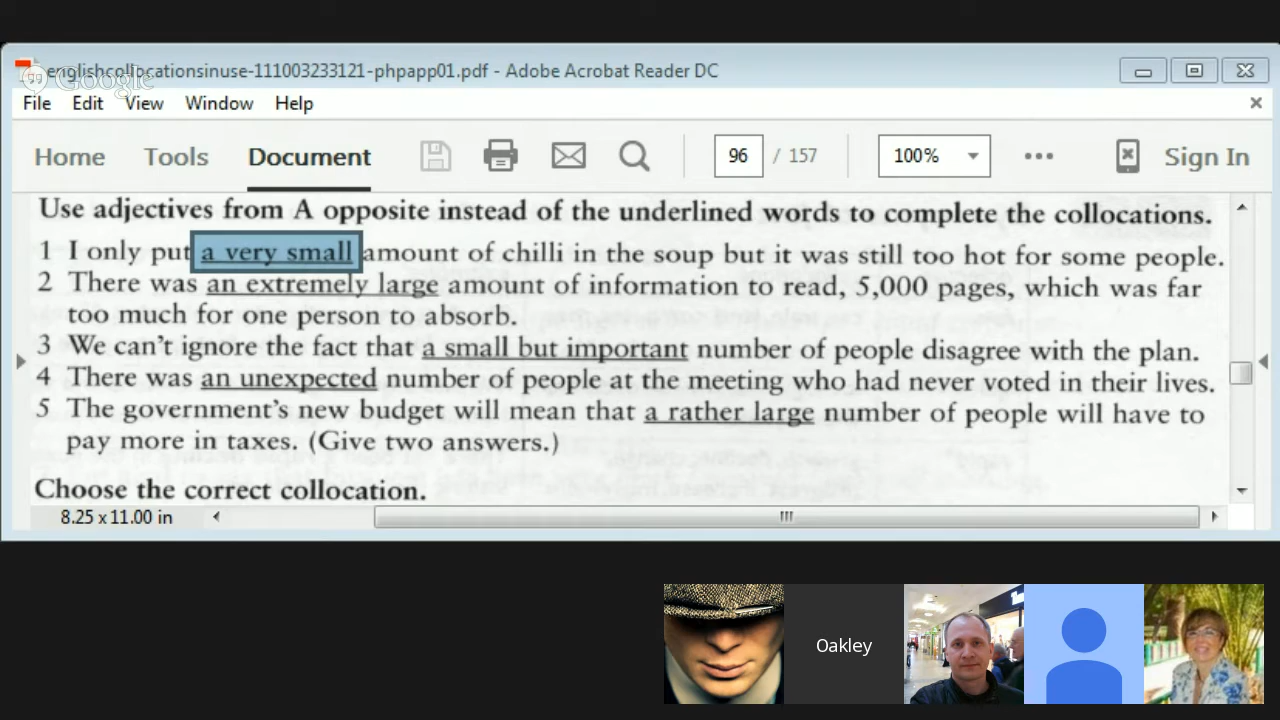 englishcollocationsinuse-111003233121-phpapp01.pdf - Adobe Acrobat Reader DC
Google
File Edit View Window Help
Home Tools Document 96 / 157 100% Sign In
Use adjectives from A opposite instead of the underlined words to complete the collocations.
1 I only put a very small amount of chilli in the soup but it was still too hot for some people.
2 There was an extremely large amount of information to read, 5,000 pages, which was far
too much for one person to absorb.
3 We can't ignore the fact that a small but important number of people disagree with the plan.
4 There was an unexpected number of people at the meeting who had never voted in their lives.
5 The government's new budget will mean that a rather large number of people will have to
pay more in taxes. (Give two answers.)
Choose the correct collocation.
8.25 x 11.00 in
Oakley